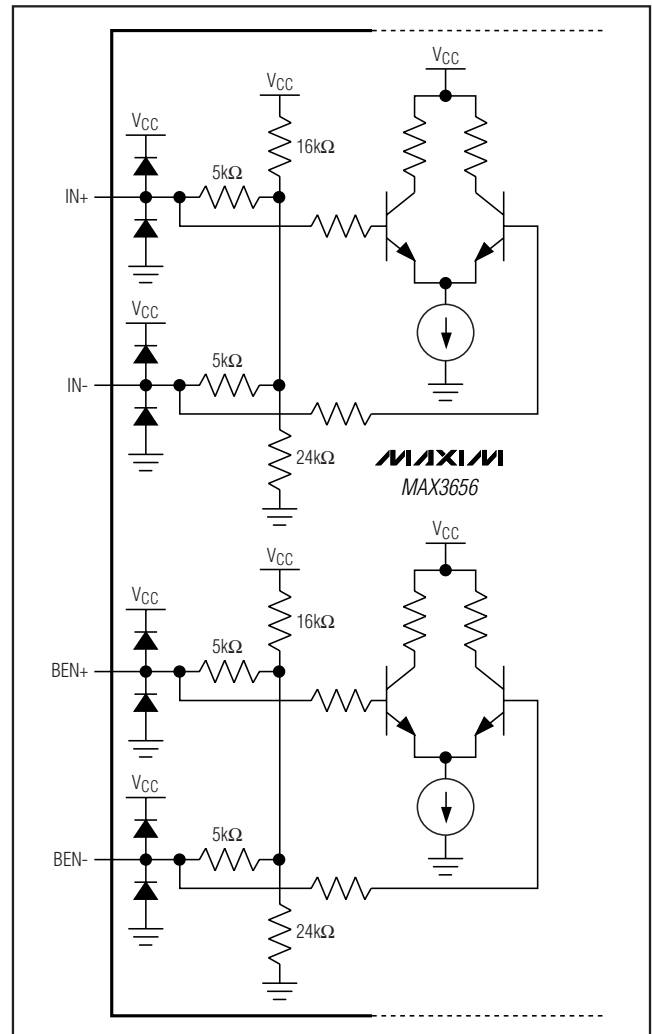 VCC
VCC
16kΩ
VCC
5kΩ
IN+
VCC
5kΩ
IN-
24kΩ
MAXIM
MAX3656
VCC
VCC
16kΩ
VCC
5kΩ
BEN+
VCC
5kΩ
BEN-
24kΩ